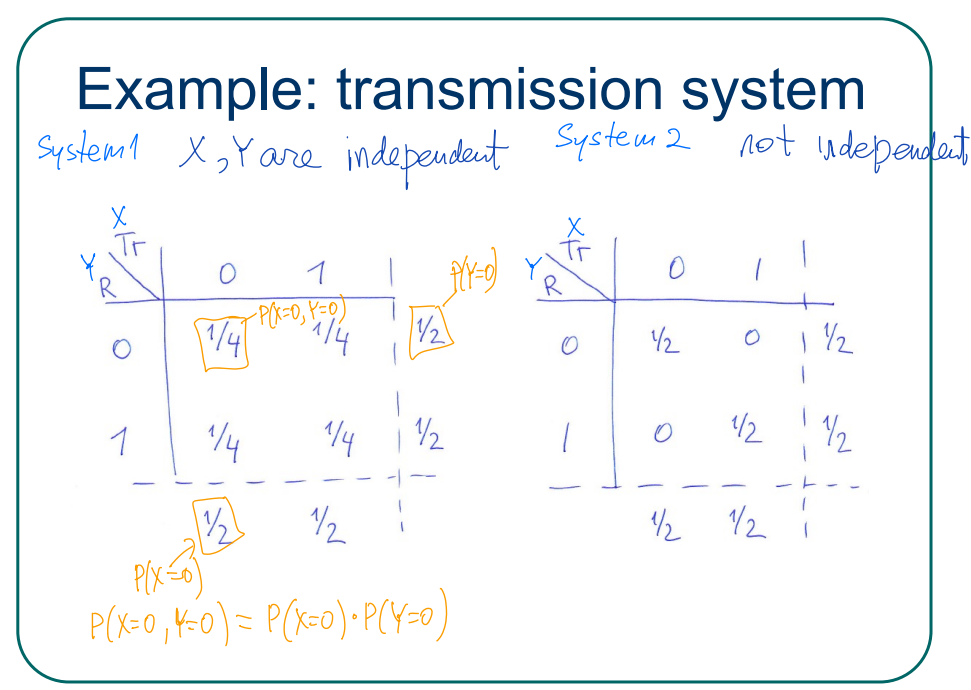 Example: transmission system
System1 X, Y are independent System 2 not independent
X
Tr
Y
R
0 1
P(Y=0)
P(X=0, Y=0)
0 1/4 1/4 1/2
1 1/4 1/4 1/2
1/2 1/2
P(X=0)
P(X=0, Y=0) = P(X=0) · P(Y=0)
X
Tr
Y
R
0 1
0 1/2 0 1/2
1 0 1/2 1/2
1/2 1/2